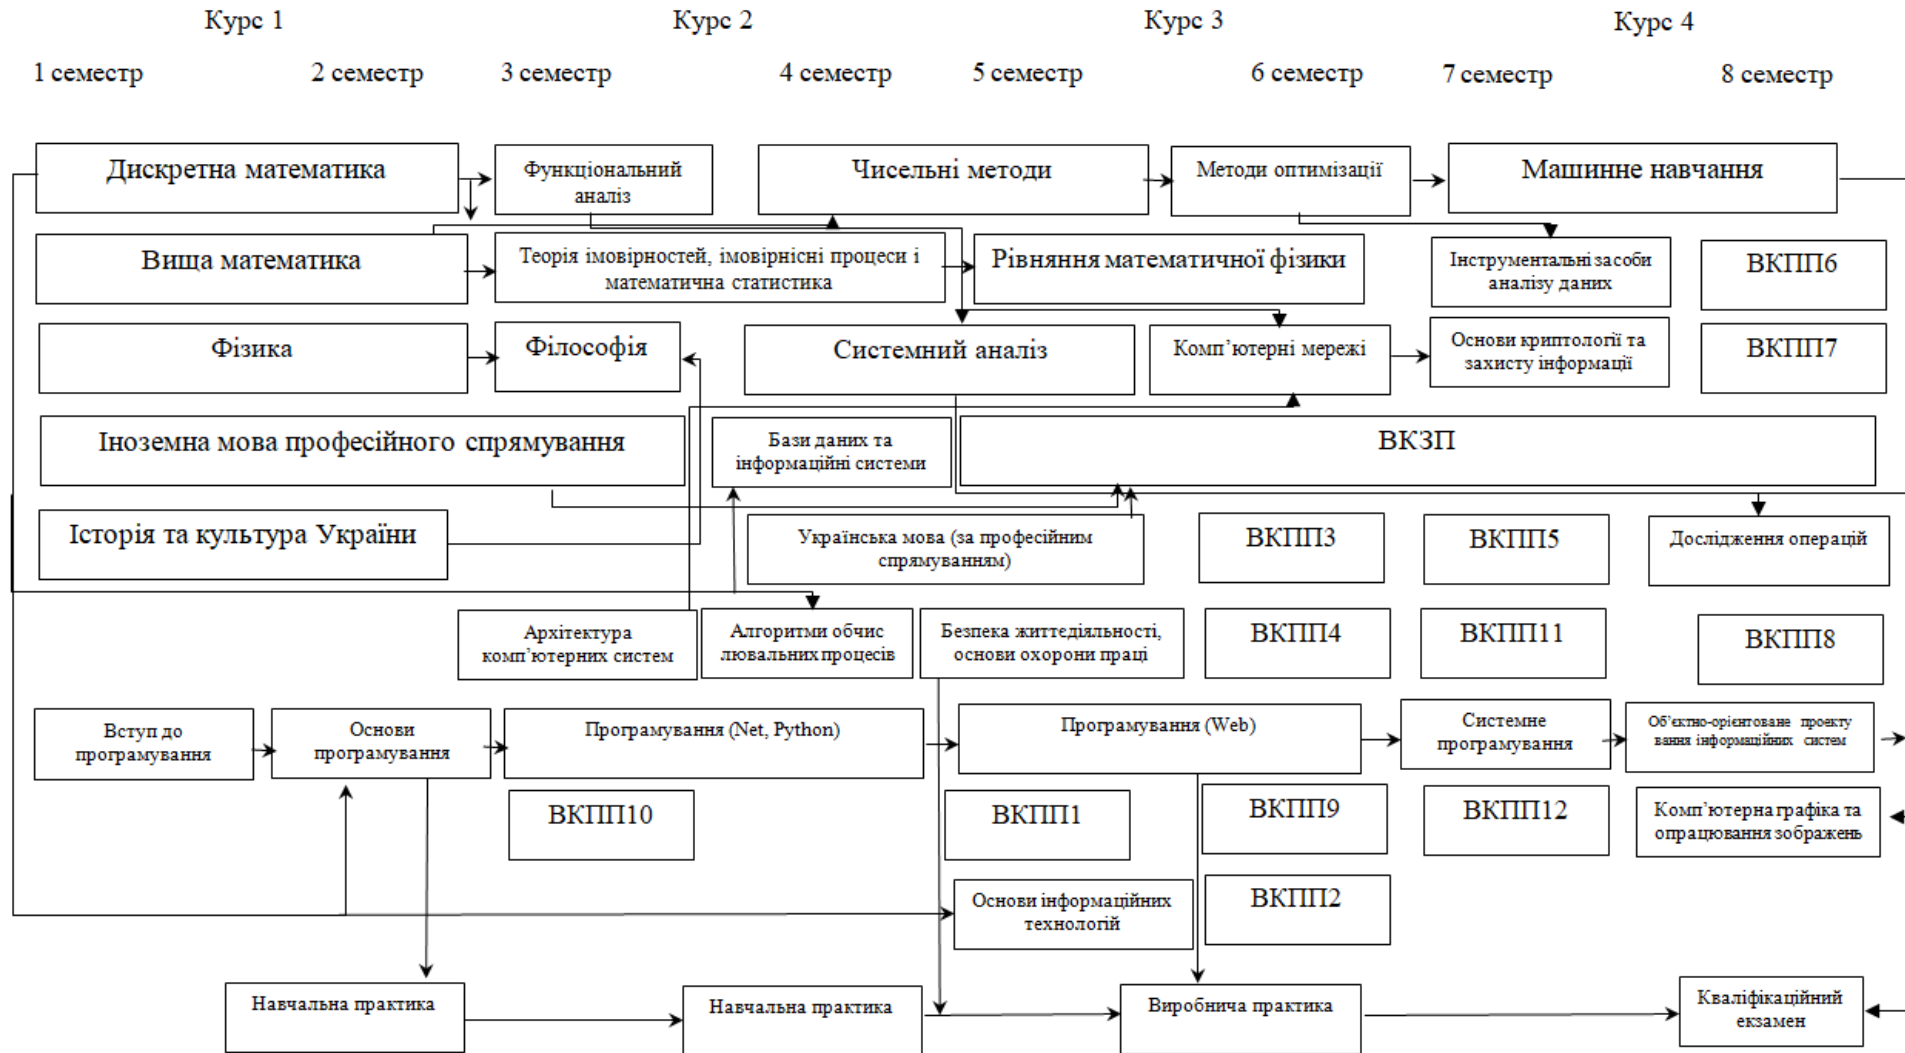 Курс 1 Курс 2 Курс 3 Курс 4
1 семестр 2 семестр 3 семестр 4 семестр 5 семестр 6 семестр 7 семестр 8 семестр
Дискретна математика
Функціональний
аналіз
Чисельні методи
Методи оптимізації
Машинне навчання
Вища математика
Теорія імовірностей, імовірнісні процеси і
математична статистика
Рівняння математичної фізики
Інструментальні засоби
аналізу даних
ВКПП6
Фізика
Філософія
Системний аналіз
Комп’ютерні мережі
Основи криптології та
захисту інформації
ВКПП7
Іноземна мова професійного спрямування
Бази даних та
інформаційні системи
ВКЗП
Історія та культура України
Українська мова (за професійним
спрямуванням)
ВКПП3
ВКПП5
Дослідження операцій
Архітектура
комп’ютерних систем
Алгоритми обчис
лювальних процесів
Безпека життєдіяльності,
основи охорони праці
ВКПП4
ВКПП11
ВКПП8
Вступ до
програмування
Основи
програмування
Програмування (Net, Python)
Програмування (Web)
Системне
програмування
Об’єктно-орієнтоване проекту
вання інформаційних систем
ВКПП10
ВКПП1
ВКПП9
ВКПП12
Комп’ютерна графіка та
опрацювання зображень
Основи інформаційних
технологій
ВКПП2
Навчальна практика
Навчальна практика
Виробнича практика
Кваліфікаційний
екзамен